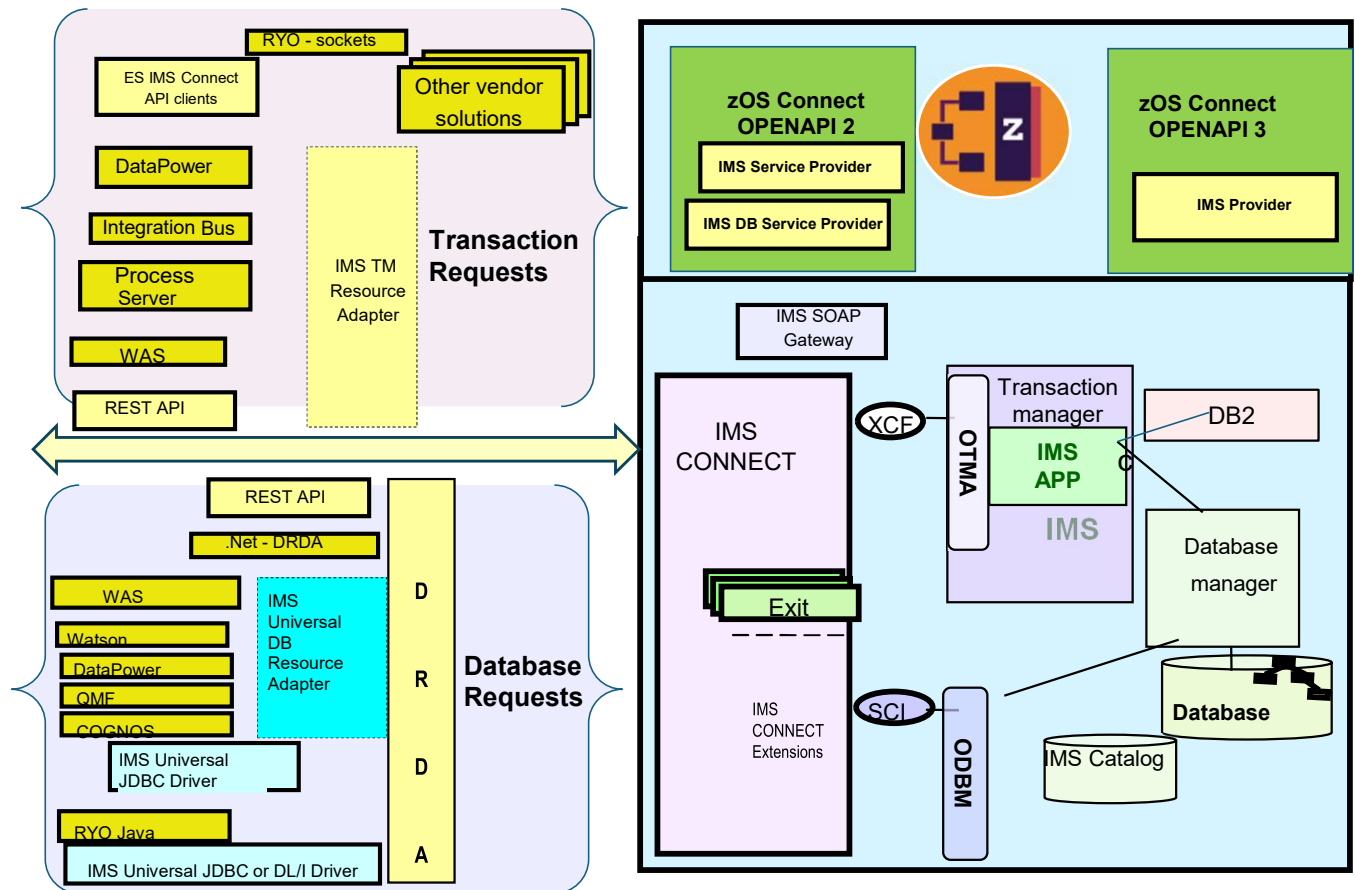 RYO - sockets
ES IMS Connect
API clients
Other vendor
solutions
DataPower
Integration Bus
Process
Server
WAS
REST API
IMS TM
Resource
Adapter
Transaction
Requests
REST API
.Net - DRDA
WAS
Watson
DataPower
QMF
COGNOS
IMS
Universal
DB
Resource
Adapter
IMS Universal
JDBC Driver
RYO Java
IMS Universal JDBC or DL/I Driver
D
R
D
A
Database
Requests
zOS Connect
OPENAPI 2
IMS Service Provider
IMS DB Service Provider
Z
zOS Connect
OPENAPI 3
IMS Provider
IMS SOAP
Gateway
IMS
CONNECT
Exit
IMS
CONNECT
Extensions
XCF
OTMA
Transaction
manager
IMS
APP
C
IMS
DB2
Database
manager
SCI
ODBM
Database
IMS Catalog